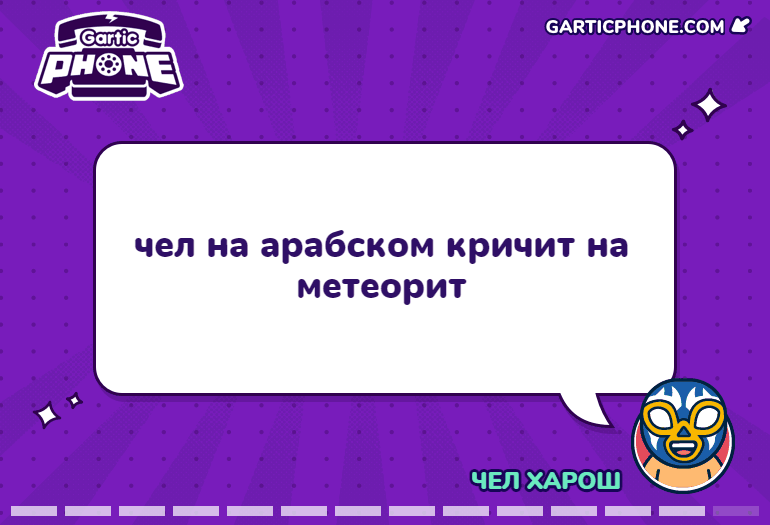 Gartic
PHONE
GARTICPHONE.COM
чел на арабском кричит на
метеорит
ЧЕЛ ХАРОШ